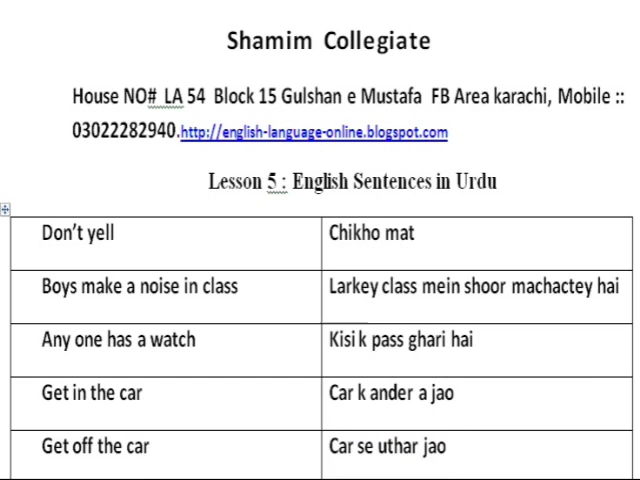 Shamim Collegiate
House NO# LA 54 Block 15 Gulshan e Mustafa FB Area karachi, Mobile ::
03022282940.http://english-language-online.blogspot.com
Lesson 5 : English Sentences in Urdu
Don't yell Chikho mat
Boys make a noise in class Larkey class mein shoor machactey hai
Any one has a watch Kisi k pass ghari hai
Get in the car Car k ander a jao
Get off the car Car se uthar jao